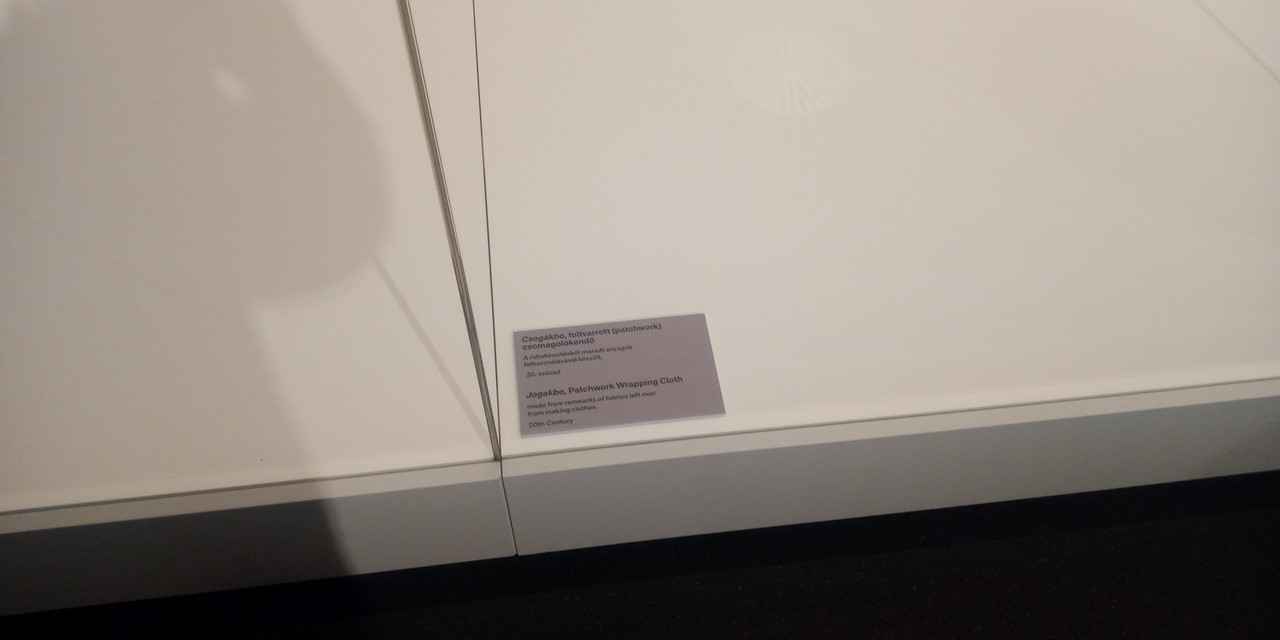 Csogákbo, foltvarrott (patchwork)
csomagolókendő
A ruhakészítésből maradt anyagok
felhasználásával készült.
20. század
Jogakbo, Patchwork Wrapping Cloth
made from remnants of fabrics left over
from making clothes.
20th Century